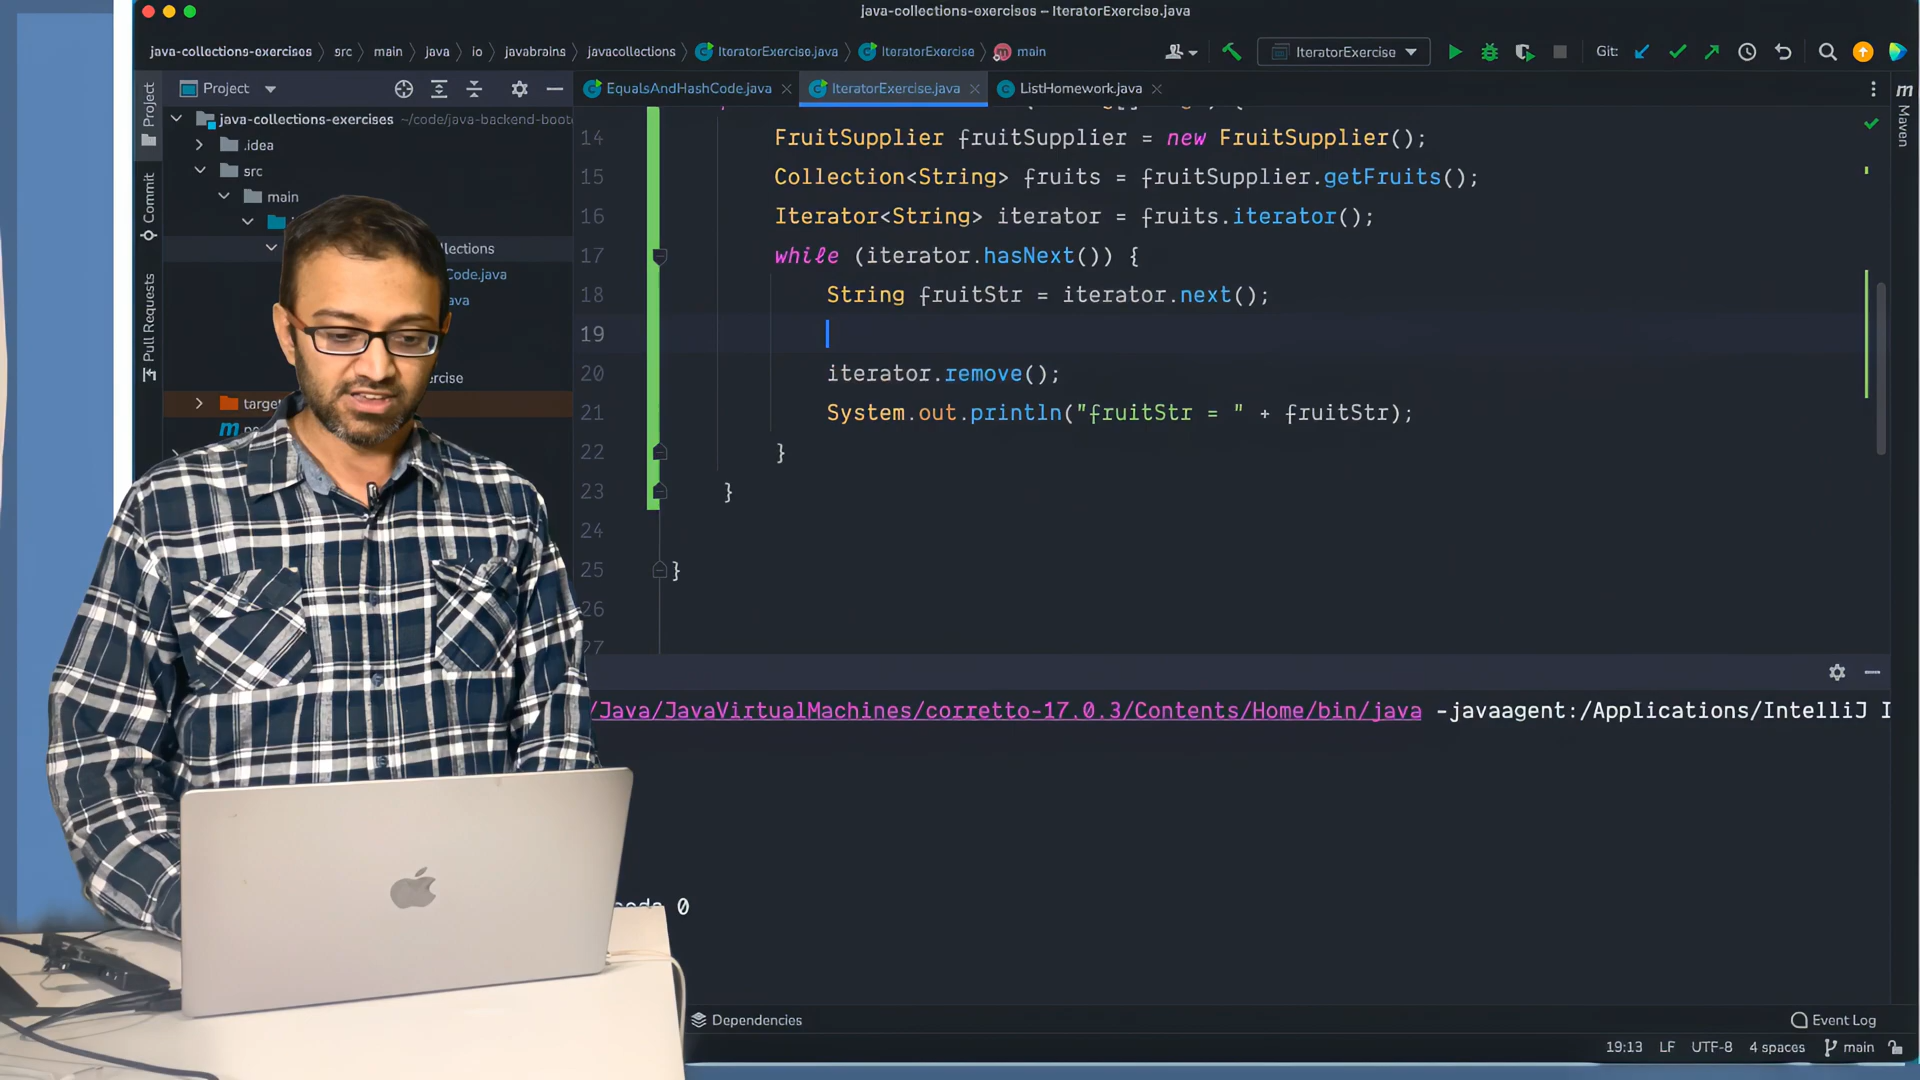 java-collections-exercises – IteratorExercise.java
java-collections-exercises src main java io javabrains javacollections IteratorExercise.java IteratorExercise main IteratorExercise Git:
Project
EqualsAndHashCode.java IteratorExercise.java ListHomework.java
Project
Commit
Pull Requests
m Maven
java-collections-exercises ~/code/java-backend-boot
.idea
src
main
llections
Code.java
ava
ercise
target
m
14 FruitSupplier fruitSupplier = new FruitSupplier();
15 Collection<String> fruits = fruitSupplier.getFruits();
16 Iterator<String> iterator = fruits.iterator();
17 while (iterator.hasNext()) {
18 String fruitStr = iterator.next();
19
20 iterator.remove();
21 System.out.println("fruitStr = " + fruitStr);
22 }
23 }
24
25 }
26
27
/Java/JavaVirtualMachines/corretto-17.0.3/Contents/Home/bin/java -javaagent:/Applications/IntelliJ I
code 0
Dependencies
Event Log
19:13 LF UTF-8 4 spaces main